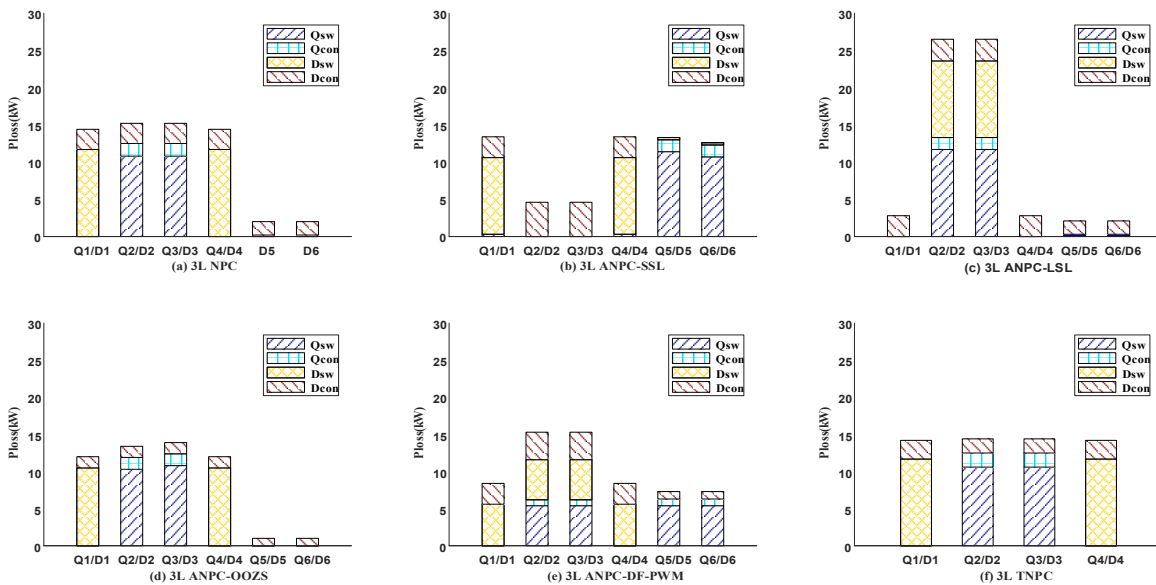 30
25
20
15
10
5
0
Ploss(kW)
Qsw
Qcon
Dsw
Dcon
Q1/D1 Q2/D2 Q3/D3 Q4/D4 D5 D6
(a) 3L NPC
30
25
20
15
10
5
0
Ploss(kW)
Qsw
Qcon
Dsw
Dcon
Q1/D1 Q2/D2 Q3/D3 Q4/D4 Q5/D5 Q6/D6
(b) 3L ANPC-SSL
30
25
20
15
10
5
0
Ploss(kW)
Qsw
Qcon
Dsw
Dcon
Q1/D1 Q2/D2 Q3/D3 Q4/D4 Q5/D5 Q6/D6
(c) 3L ANPC-LSL
30
25
20
15
10
5
0
Ploss(kW)
Qsw
Qcon
Dsw
Dcon
Q1/D1 Q2/D2 Q3/D3 Q4/D4 Q5/D5 Q6/D6
(d) 3L ANPC-OOZS
30
25
20
15
10
5
0
Ploss(kW)
Qsw
Qcon
Dsw
Dcon
Q1/D1 Q2/D2 Q3/D3 Q4/D4 Q5/D5 Q6/D6
(e) 3L ANPC-DF-PWM
30
25
20
15
10
5
0
Ploss(kW)
Qsw
Qcon
Dsw
Dcon
Q1/D1 Q2/D2 Q3/D3 Q4/D4
(f) 3L TNPC